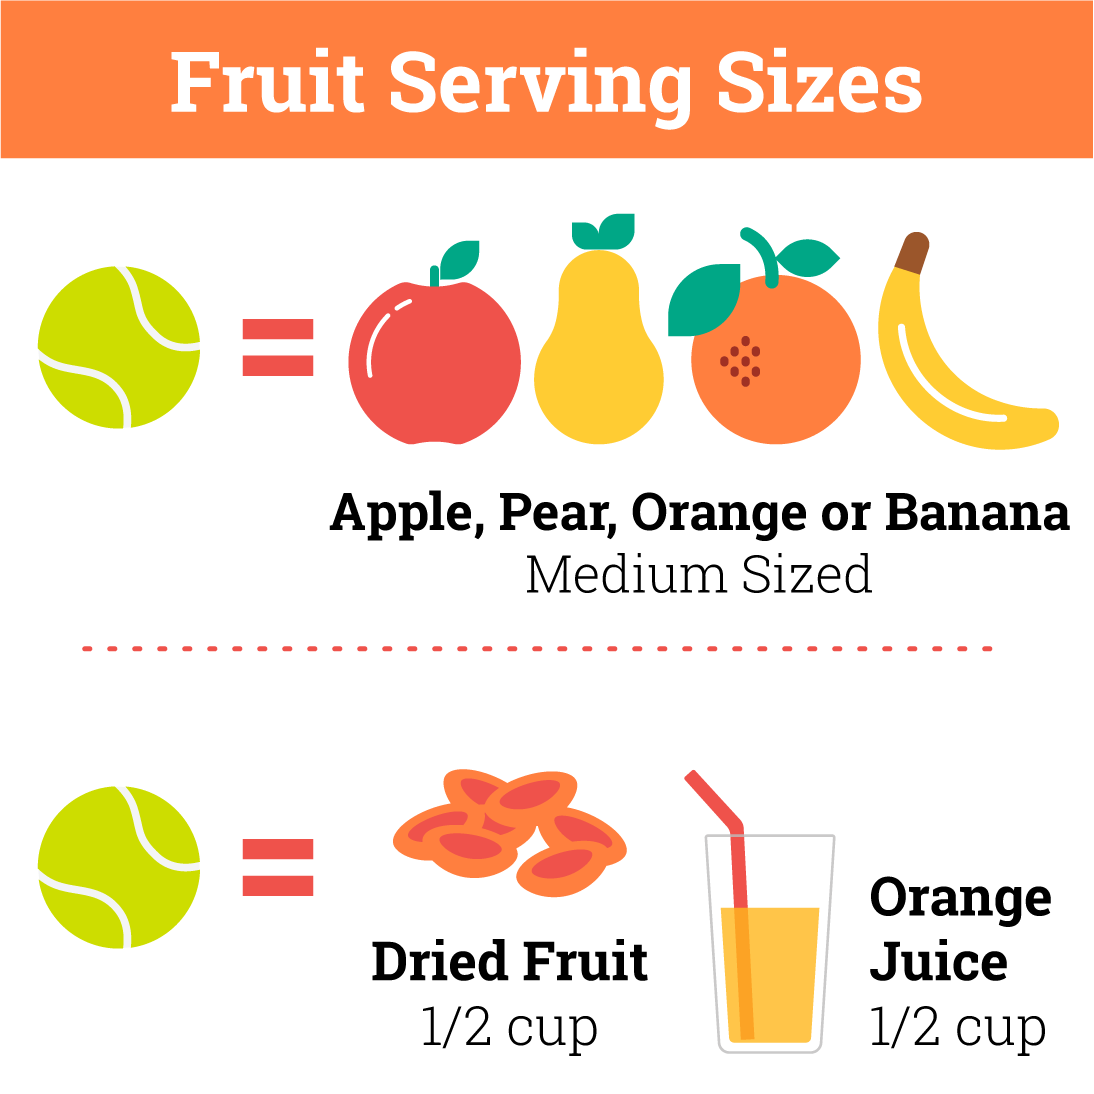 Fruit Serving Sizes
Apple, Pear, Orange or Banana
Medium Sized
Dried Fruit
1/2 cup
Orange
Juice
1/2 cup